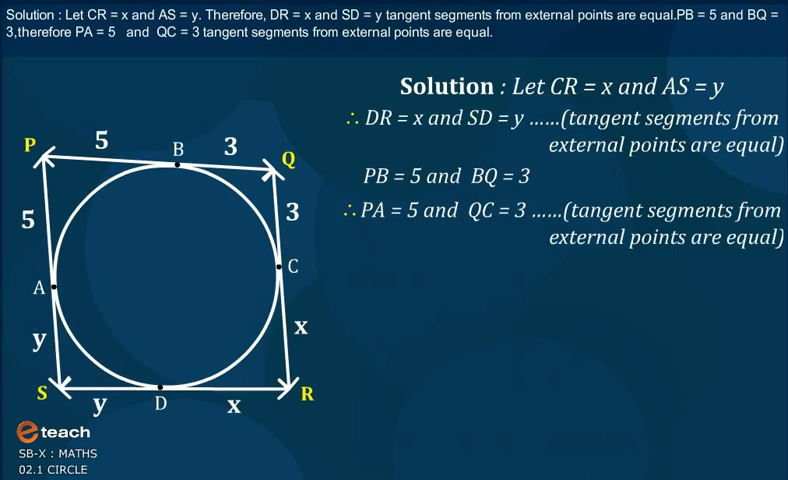 Solution : Let CR = x and AS = y. Therefore, DR = x and SD = y tangent segments from external points are equal.PB = 5 and BQ =
3,therefore PA = 5 and QC = 3 tangent segments from external points are equal.
Solution : Let CR = x and AS = y
∴ DR = x and SD = y ......(tangent segments from
external points are equal)
PB = 5 and BQ = 3
∴ PA = 5 and QC = 3 ......(tangent segments from
external points are equal)
P 5 B 3 Q
5 3
A C
y x
S y D x R
e teach
SB-X : MATHS
02.1 CIRCLE